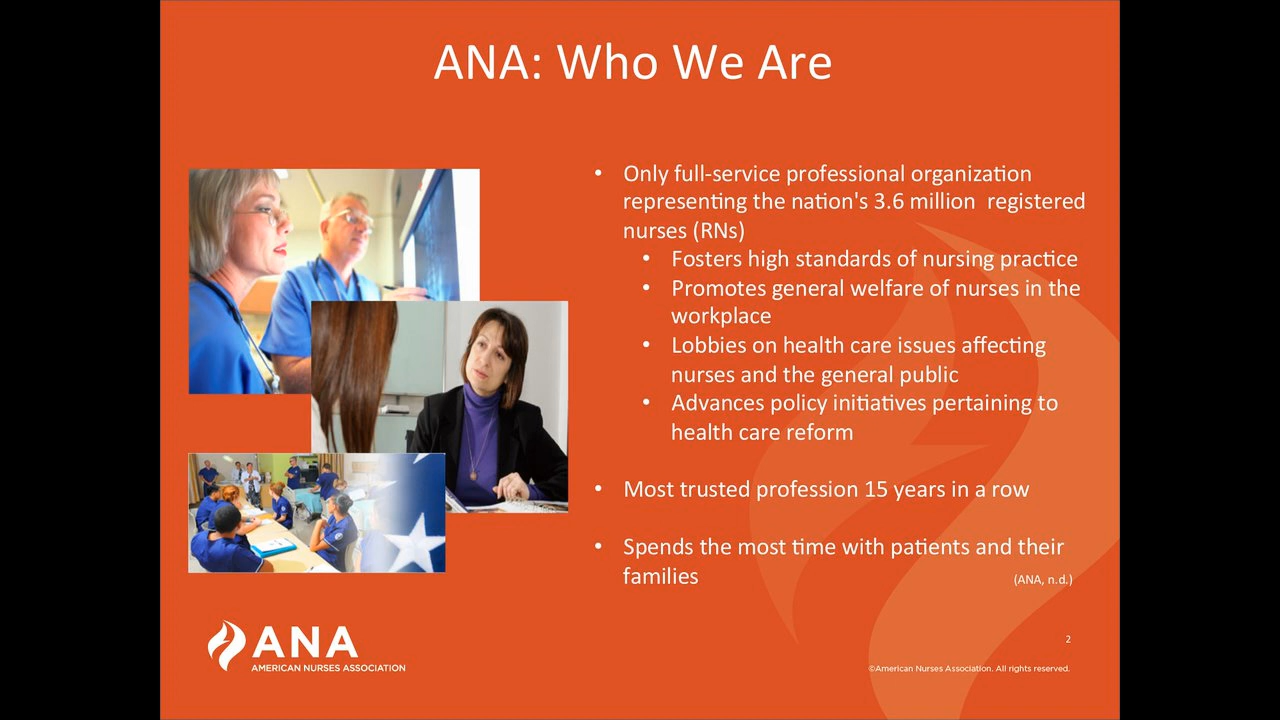 ANA: Who We Are
• Only full-service professional organization
representing the nation's 3.6 million  registered
nurses (RNs)
• Fosters high standards of nursing practice
• Promotes general welfare of nurses in the
workplace
• Lobbies on health care issues affecting
nurses and the general public
• Advances policy initiatives pertaining to
health care reform
• Most trusted profession 15 years in a row
• Spends the most time with patients and their
families
(ANA, n.d.)
ANA
AMERICAN NURSES ASSOCIATION
2
©American Nurses Association. All rights reserved.